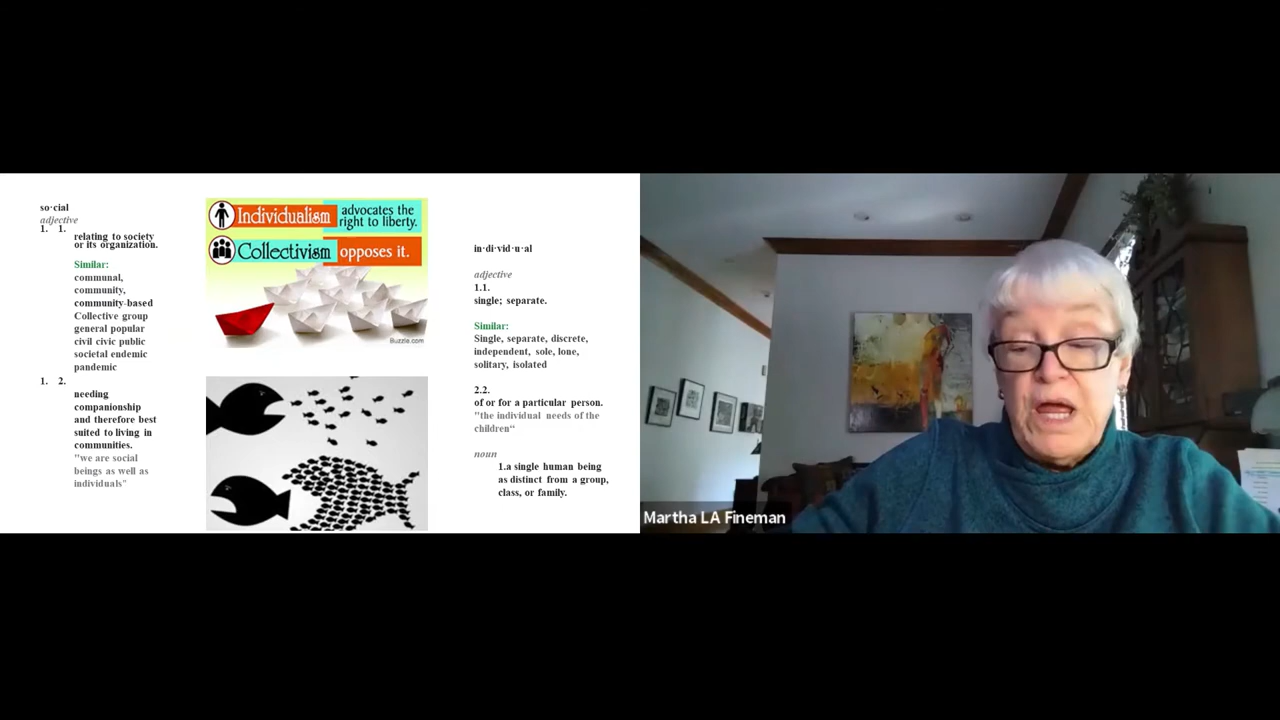 so·cial
adjective
1. 1.
relating to society
or its organization.
Similar:
communal,
community,
community-based
Collective group
general popular
civil civic public
societal endemic
pandemic
1. 2.
needing
companionship
and therefore best
suited to living in
communities.
"we are social
beings as well as
individuals"
Individualism advocates the
right to liberty.
Collectivism opposes it.
Buzzle.com
in·di·vid·u·al
adjective
1.1.
single; separate.
Similar:
Single, separate, discrete,
independent, sole, lone,
solitary, isolated
2.2.
of or for a particular person.
"the individual needs of the
children“
noun
1.a single human being
as distinct from a group,
class, or family.
Martha LA Fineman